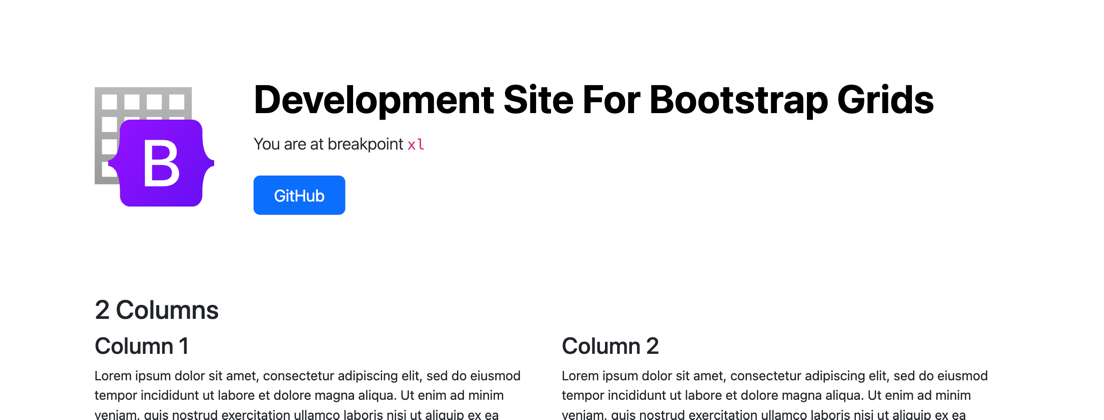 Development Site For Bootstrap Grids
You are at breakpoint xl
B
GitHub
2 Columns
Column 1
Lorem ipsum dolor sit amet, consectetur adipiscing elit, sed do eiusmod
tempor incididunt ut labore et dolore magna aliqua. Ut enim ad minim
veniam, quis nostrud exercitation ullamco laboris nisi ut aliquip ex ea
Column 2
Lorem ipsum dolor sit amet, consectetur adipiscing elit, sed do eiusmod
tempor incididunt ut labore et dolore magna aliqua. Ut enim ad minim
veniam, quis nostrud exercitation ullamco laboris nisi ut aliquip ex ea